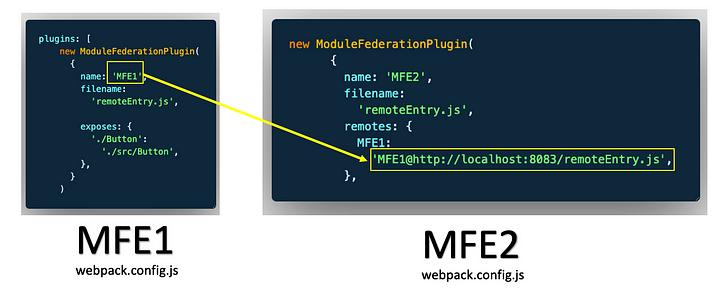 plugins: [
new ModuleFederationPlugin(
{
name: 'MFE1',
filename:
'remoteEntry.js',
exposes: {
'./Button':
'./src/Button',
},
}
)
MFE1
webpack.config.js
new ModuleFederationPlugin(
{
name: 'MFE2',
filename:
'remoteEntry.js',
remotes: {
MFE1:
'MFE1@http://localhost:8083/remoteEntry.js',
},
MFE2
webpack.config.js